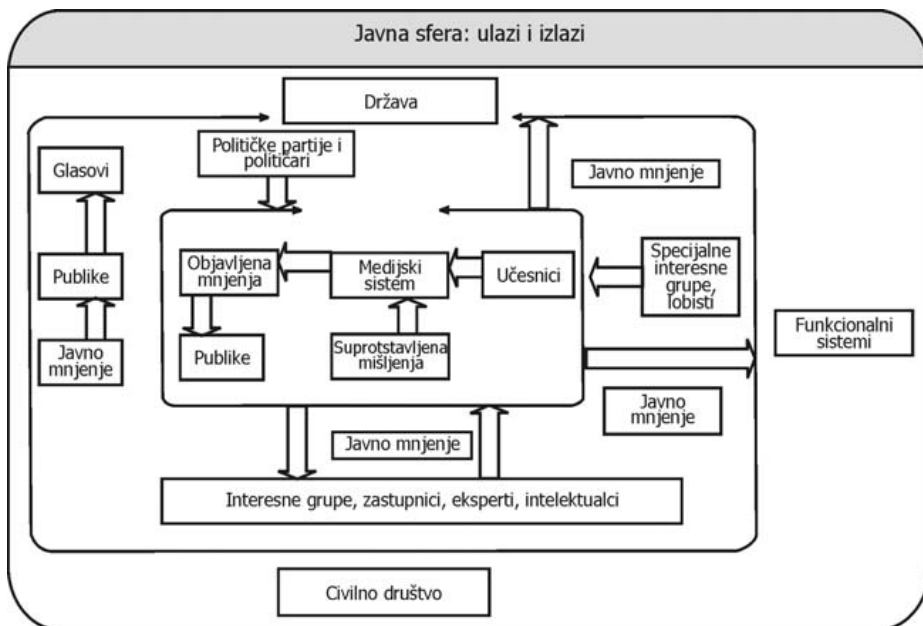 Javna sfera: ulazi i izlazi
Država
Političke partije i
političari
Glasovi
Javno mnjenje
Publike
Objavljena
mnjenja
Medijski
sistem
Učesnici
Specijalne
interesne
grupe,
lobisti
Funkcionalni
sistemi
Javno
mnjenje
Publike
Suprotstavljena
mišljenja
Javno
mnjenje
Javno mnjenje
Interesne grupe, zastupnici, eksperti, intelektualci
Civilno društvo